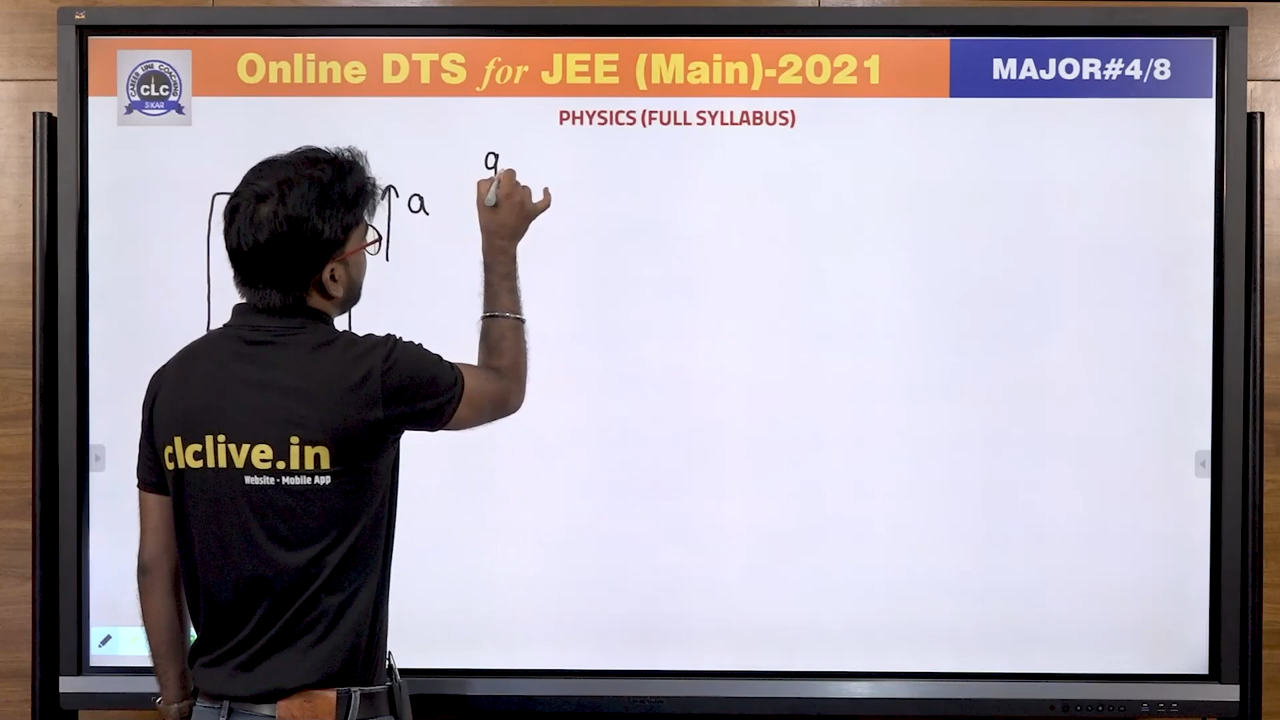 Online DTS for JEE (Main)-2021
MAJOR#4/8
CAREER LINE COACHING
CLC
SIKAR
PHYSICS (FULL SYLLABUS)
a
clclive.in
Website - Mobile App